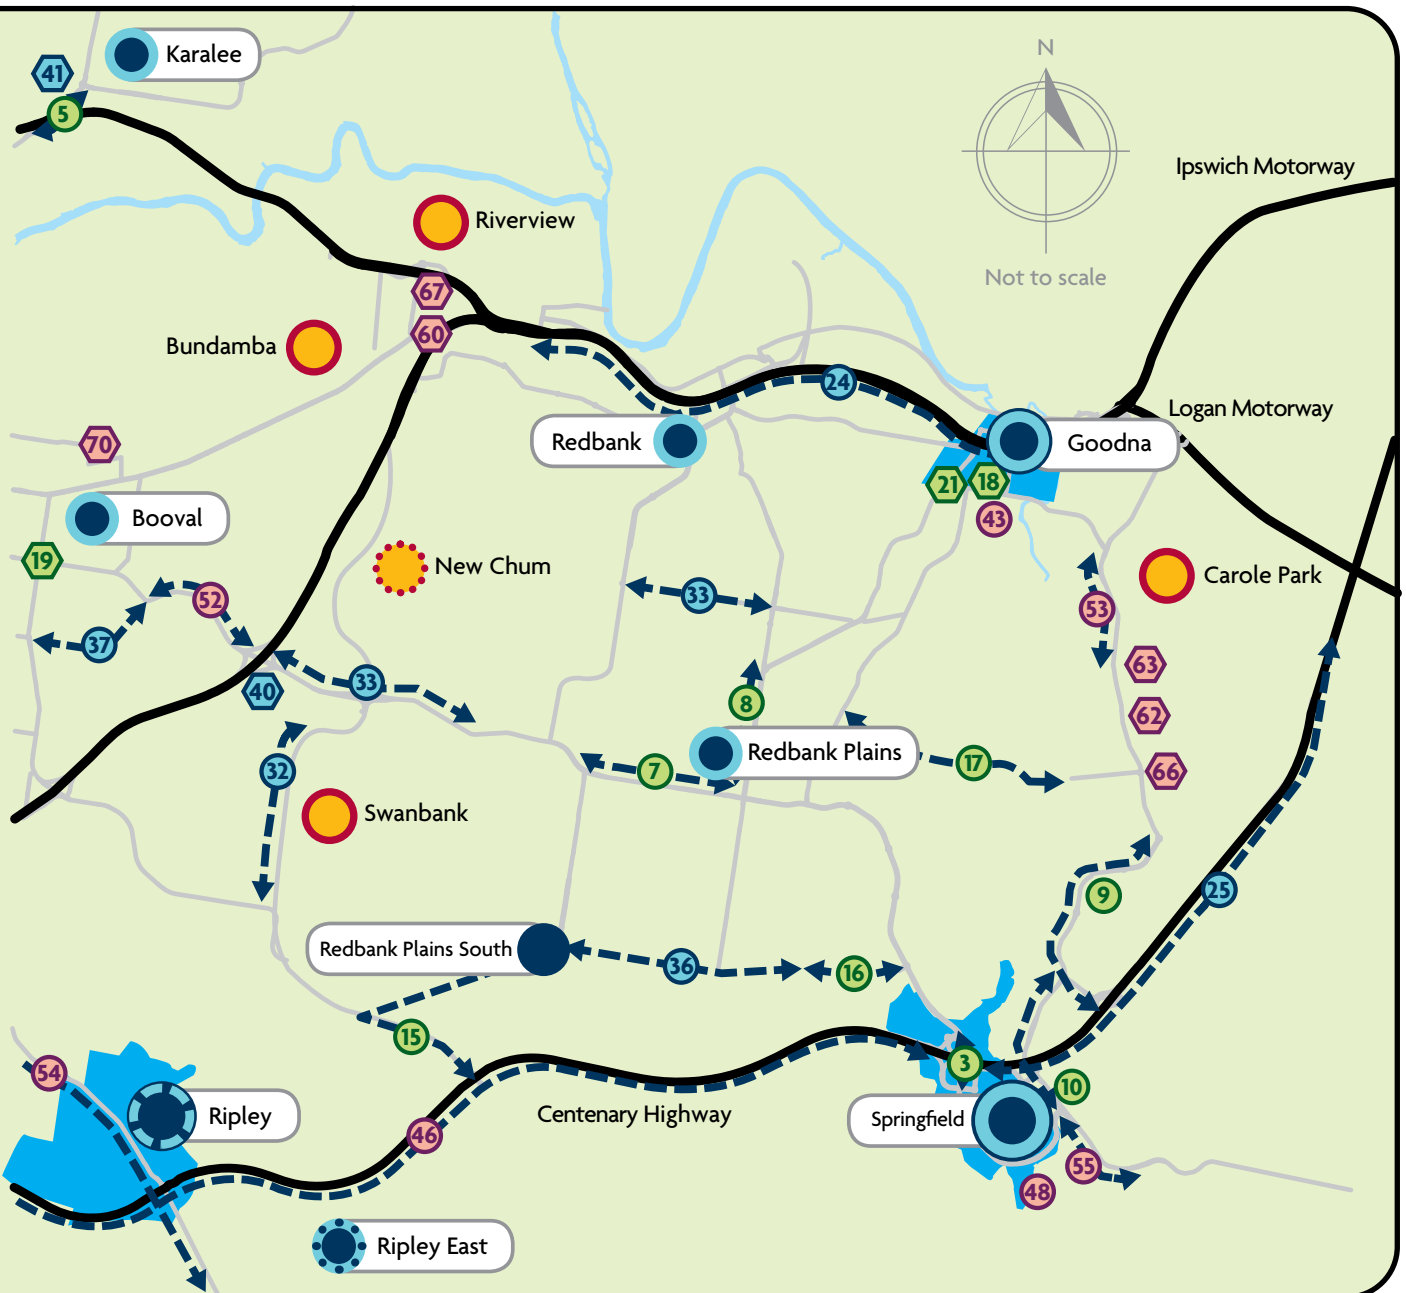 Karalee
41
5
N
Ipswich Motorway
Riverview
Not to scale
67
60
Bundamba
24
Logan Motorway
Redbank
Goodna
70
21
18
43
Booval
19
New Chum
Carole Park
33
52
53
37
63
33
40
8
62
Redbank Plains
7
17
66
32
Swanbank
9
25
Redbank Plains South
36
16
15
3
54
10
Ripley
Centenary Highway
Springfield
46
55
48
Ripley East